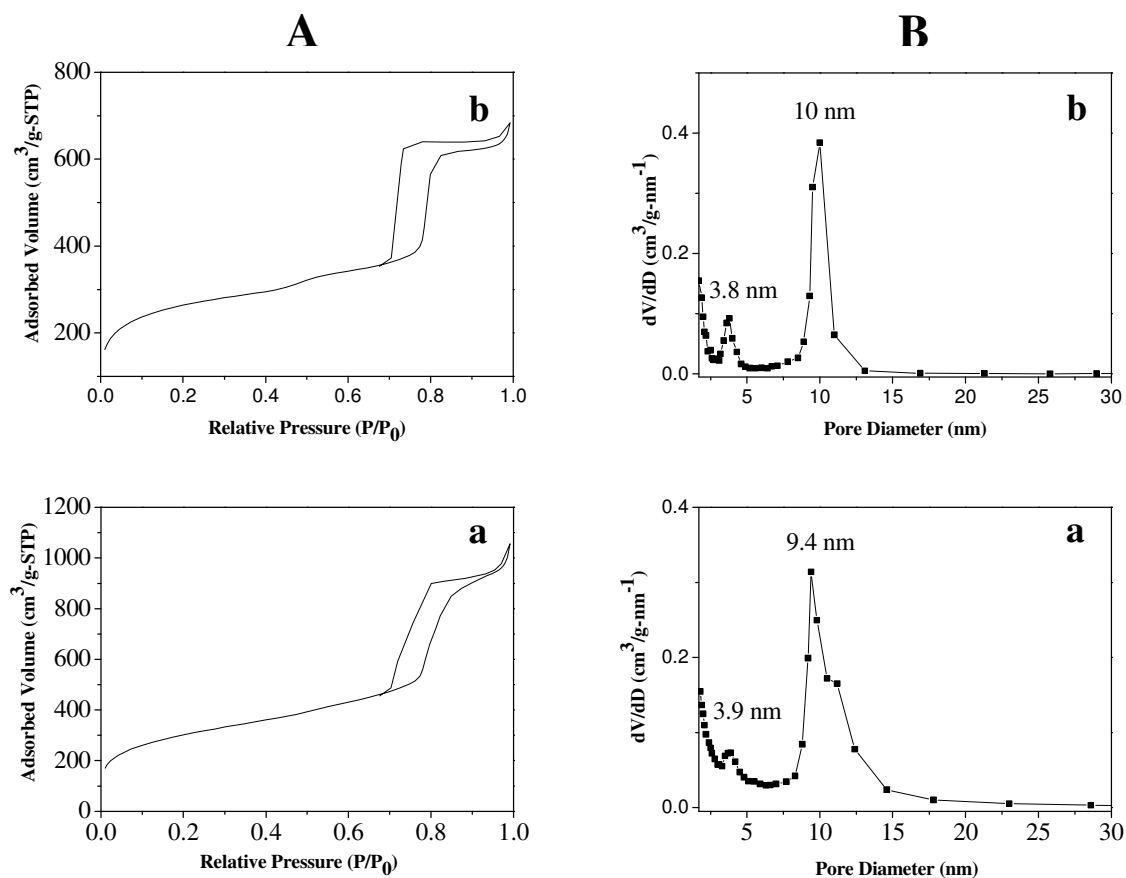 A
B
800
600
400
200
Adsorbed Volume (cm³/g-STP)
b
0.0 0.2 0.4 0.6 0.8 1.0
Relative Pressure (P/P₀)
0.4
0.2
0.0
dV/dD (cm³/g-nm⁻¹)
10 nm
b
3.8 nm
5 10 15 20 25 30
Pore Diameter (nm)
1200
1000
800
600
400
200
0
Adsorbed Volume (cm³/g-STP)
a
0.0 0.2 0.4 0.6 0.8 1.0
Relative Pressure (P/P₀)
0.4
0.2
0.0
dV/dD (cm³/g-nm⁻¹)
9.4 nm
a
3.9 nm
5 10 15 20 25 30
Pore Diameter (nm)